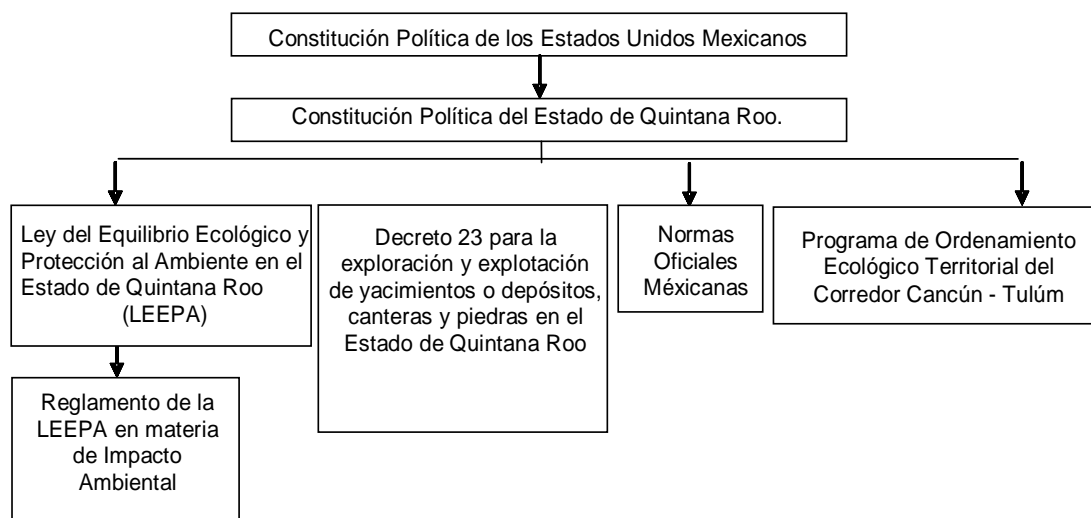 Constitución Política de los Estados Unidos Mexicanos
Constitución Política del Estado de Quintana Roo.
Ley del Equilibrio Ecológico y
Protección al Ambiente en el
Estado de Quintana Roo
(LEEPA)
Decreto 23 para la
exploración y explotación
de yacimientos o depósitos,
canteras y piedras en el
Estado de Quintana Roo
Normas
Oficiales
Méxicanas
Programa de Ordenamiento
Ecológico Territorial del
Corredor Cancún - Tulúm
Reglamento de la
LEEPA en materia
de Impacto
Ambiental